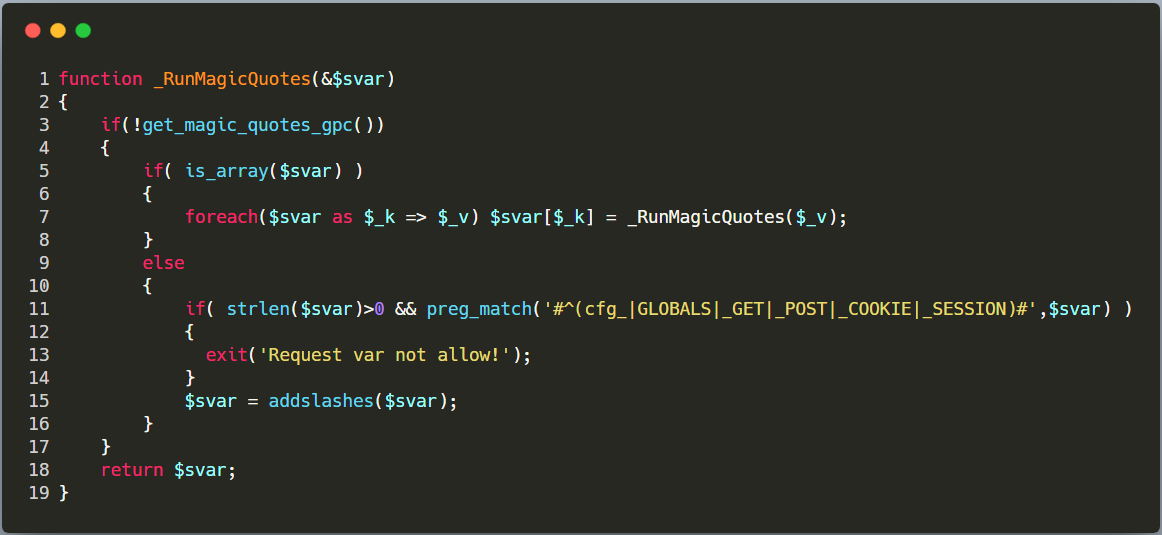 1 function _RunMagicQuotes(&$svar)
2 {
3     if(!get_magic_quotes_gpc())
4     {
5         if( is_array($svar) )
6         {
7             foreach($svar as $_k => $_v) $svar[$_k] = _RunMagicQuotes($_v);
8         }
9         else
10         {
11             if( strlen($svar)>0 && preg_match('#^(cfg_|GLOBALS|_GET|_POST|_COOKIE|_SESSION)#',$svar) )
12             {
13               exit('Request var not allow!');
14             }
15             $svar = addslashes($svar);
16         }
17     }
18     return $svar;
19 }